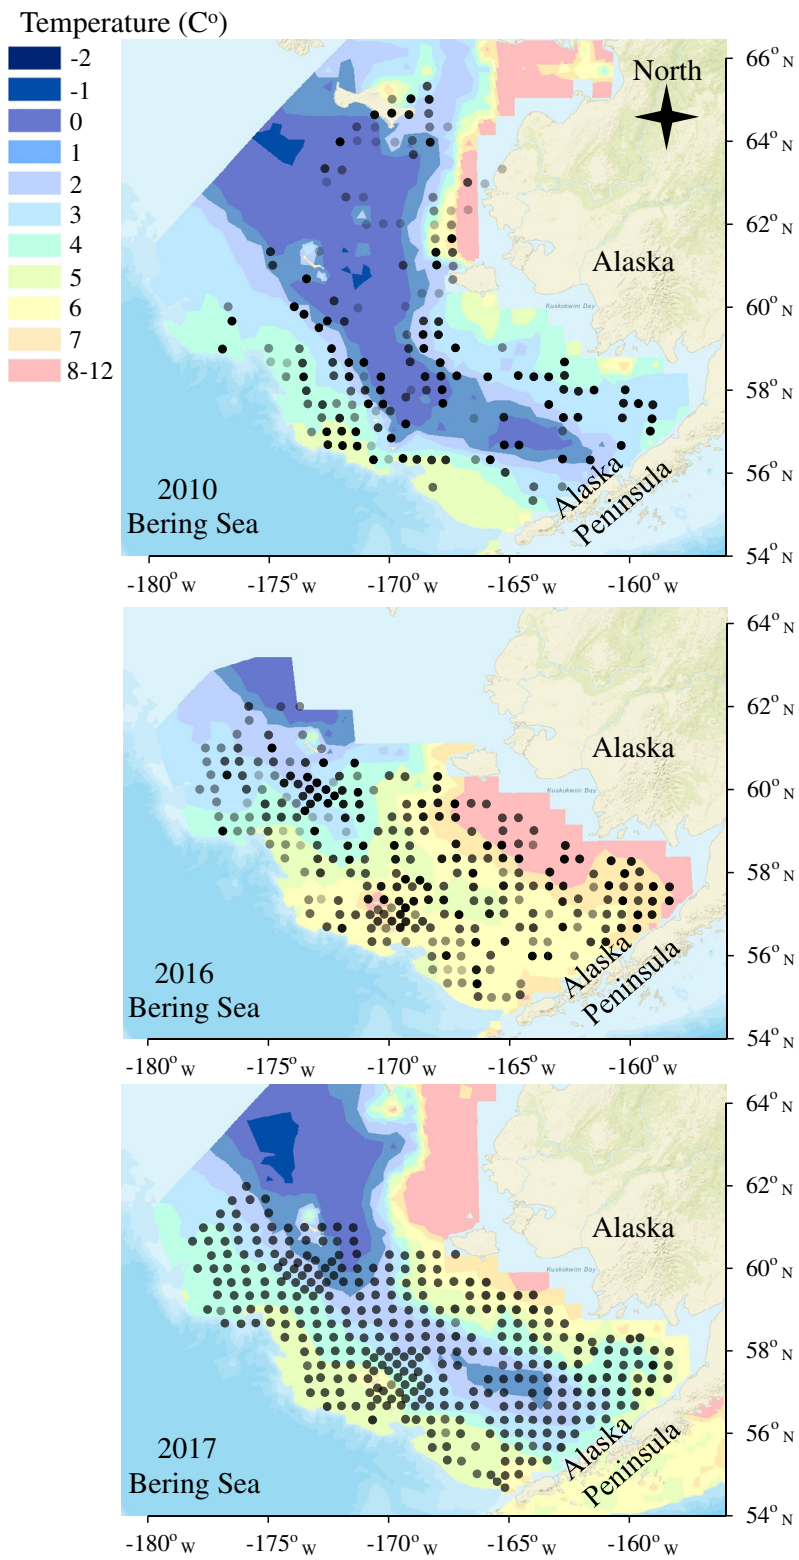 Temperature (C°)
-2
-1
0
1
2
3
4
5
6
7
8-12
North
Alaska
Kuskokwim Bay
Alaska
Peninsula
2010
Bering Sea
66° N
64° N
62° N
60° N
58° N
56° N
54° N
-180° W
-175° W
-170° W
-165° W
-160° W
Alaska
Kuskokwim Bay
Alaska
Peninsula
2016
Bering Sea
64° N
62° N
60° N
58° N
56° N
54° N
-180° W
-175° W
-170° W
-165° W
-160° W
Alaska
Kuskokwim Bay
Alaska
Peninsula
2017
Bering Sea
64° N
62° N
60° N
58° N
56° N
54° N
-180° W
-175° W
-170° W
-165° W
-160° W